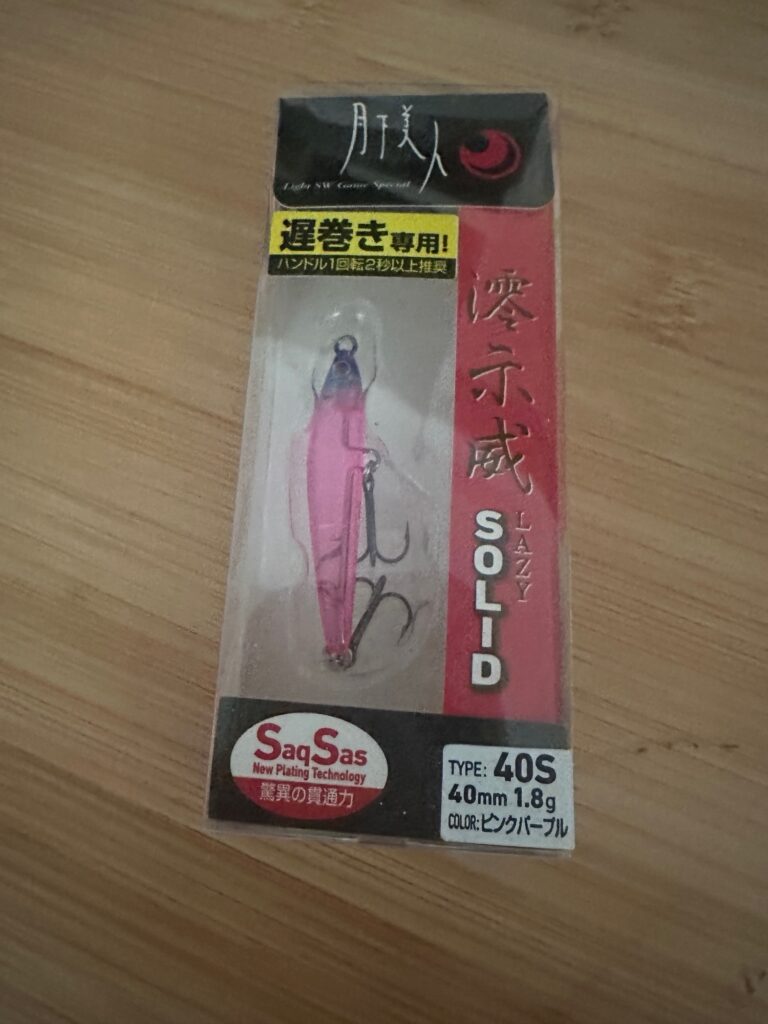 月下美人
Light SW Game Special
遅巻き専用!
ハンドル1回転2秒以上推奨
澪示威
LAZY
SOLID
SaqSas
New Plating Technology
驚異の貫通力
TYPE: 40S
40mm 1.8g
COLOR: ピンクパープル